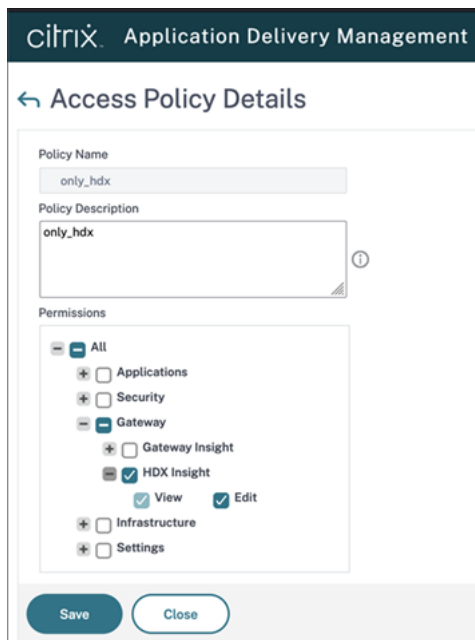 citrix. Application Delivery Management
Access Policy Details
Policy Name
only_hdx
Policy Description
only_hdx
Permissions
All
Applications
Security
Gateway
Gateway Insight
HDX Insight
View Edit
Infrastructure
Settings
Save Close